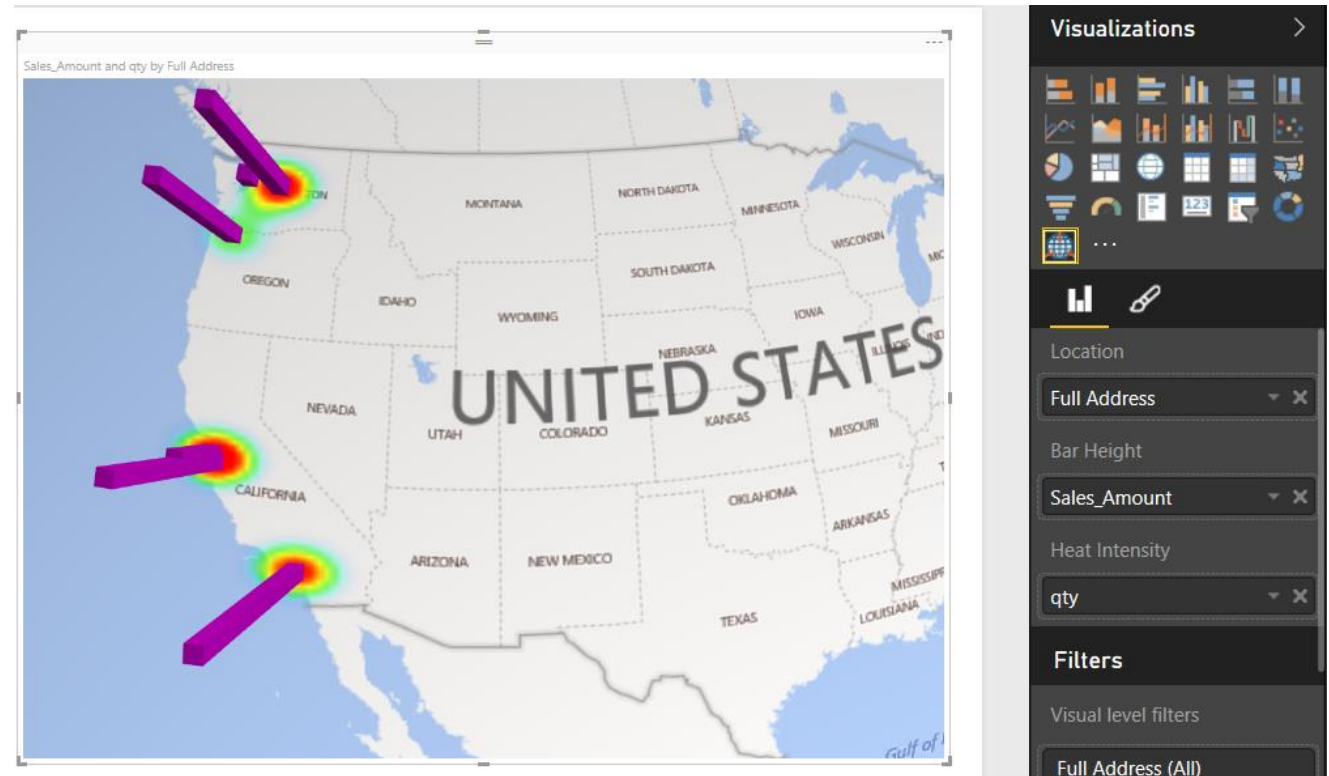 Sales_Amount and qty by Full Address
TON
MONTANA
NORTH DAKOTA
MINNESOTA
WISCONSIN
OREGON
IDAHO
SOUTH DAKOTA
WYOMING
IOWA
NEBRASKA
UNITED STATES
NEVADA
UTAH
COLORADO
KANSAS
MISSOURI
CALIFORNIA
OKLAHOMA
ARKANSAS
ARIZONA
NEW MEXICO
MISSISSIPP
TEXAS
LOUISIANA
Gulf of
Visualizations
123
Location
Full Address
Bar Height
Sales_Amount
Heat Intensity
qty
Filters
Visual level filters
Full Address (All)